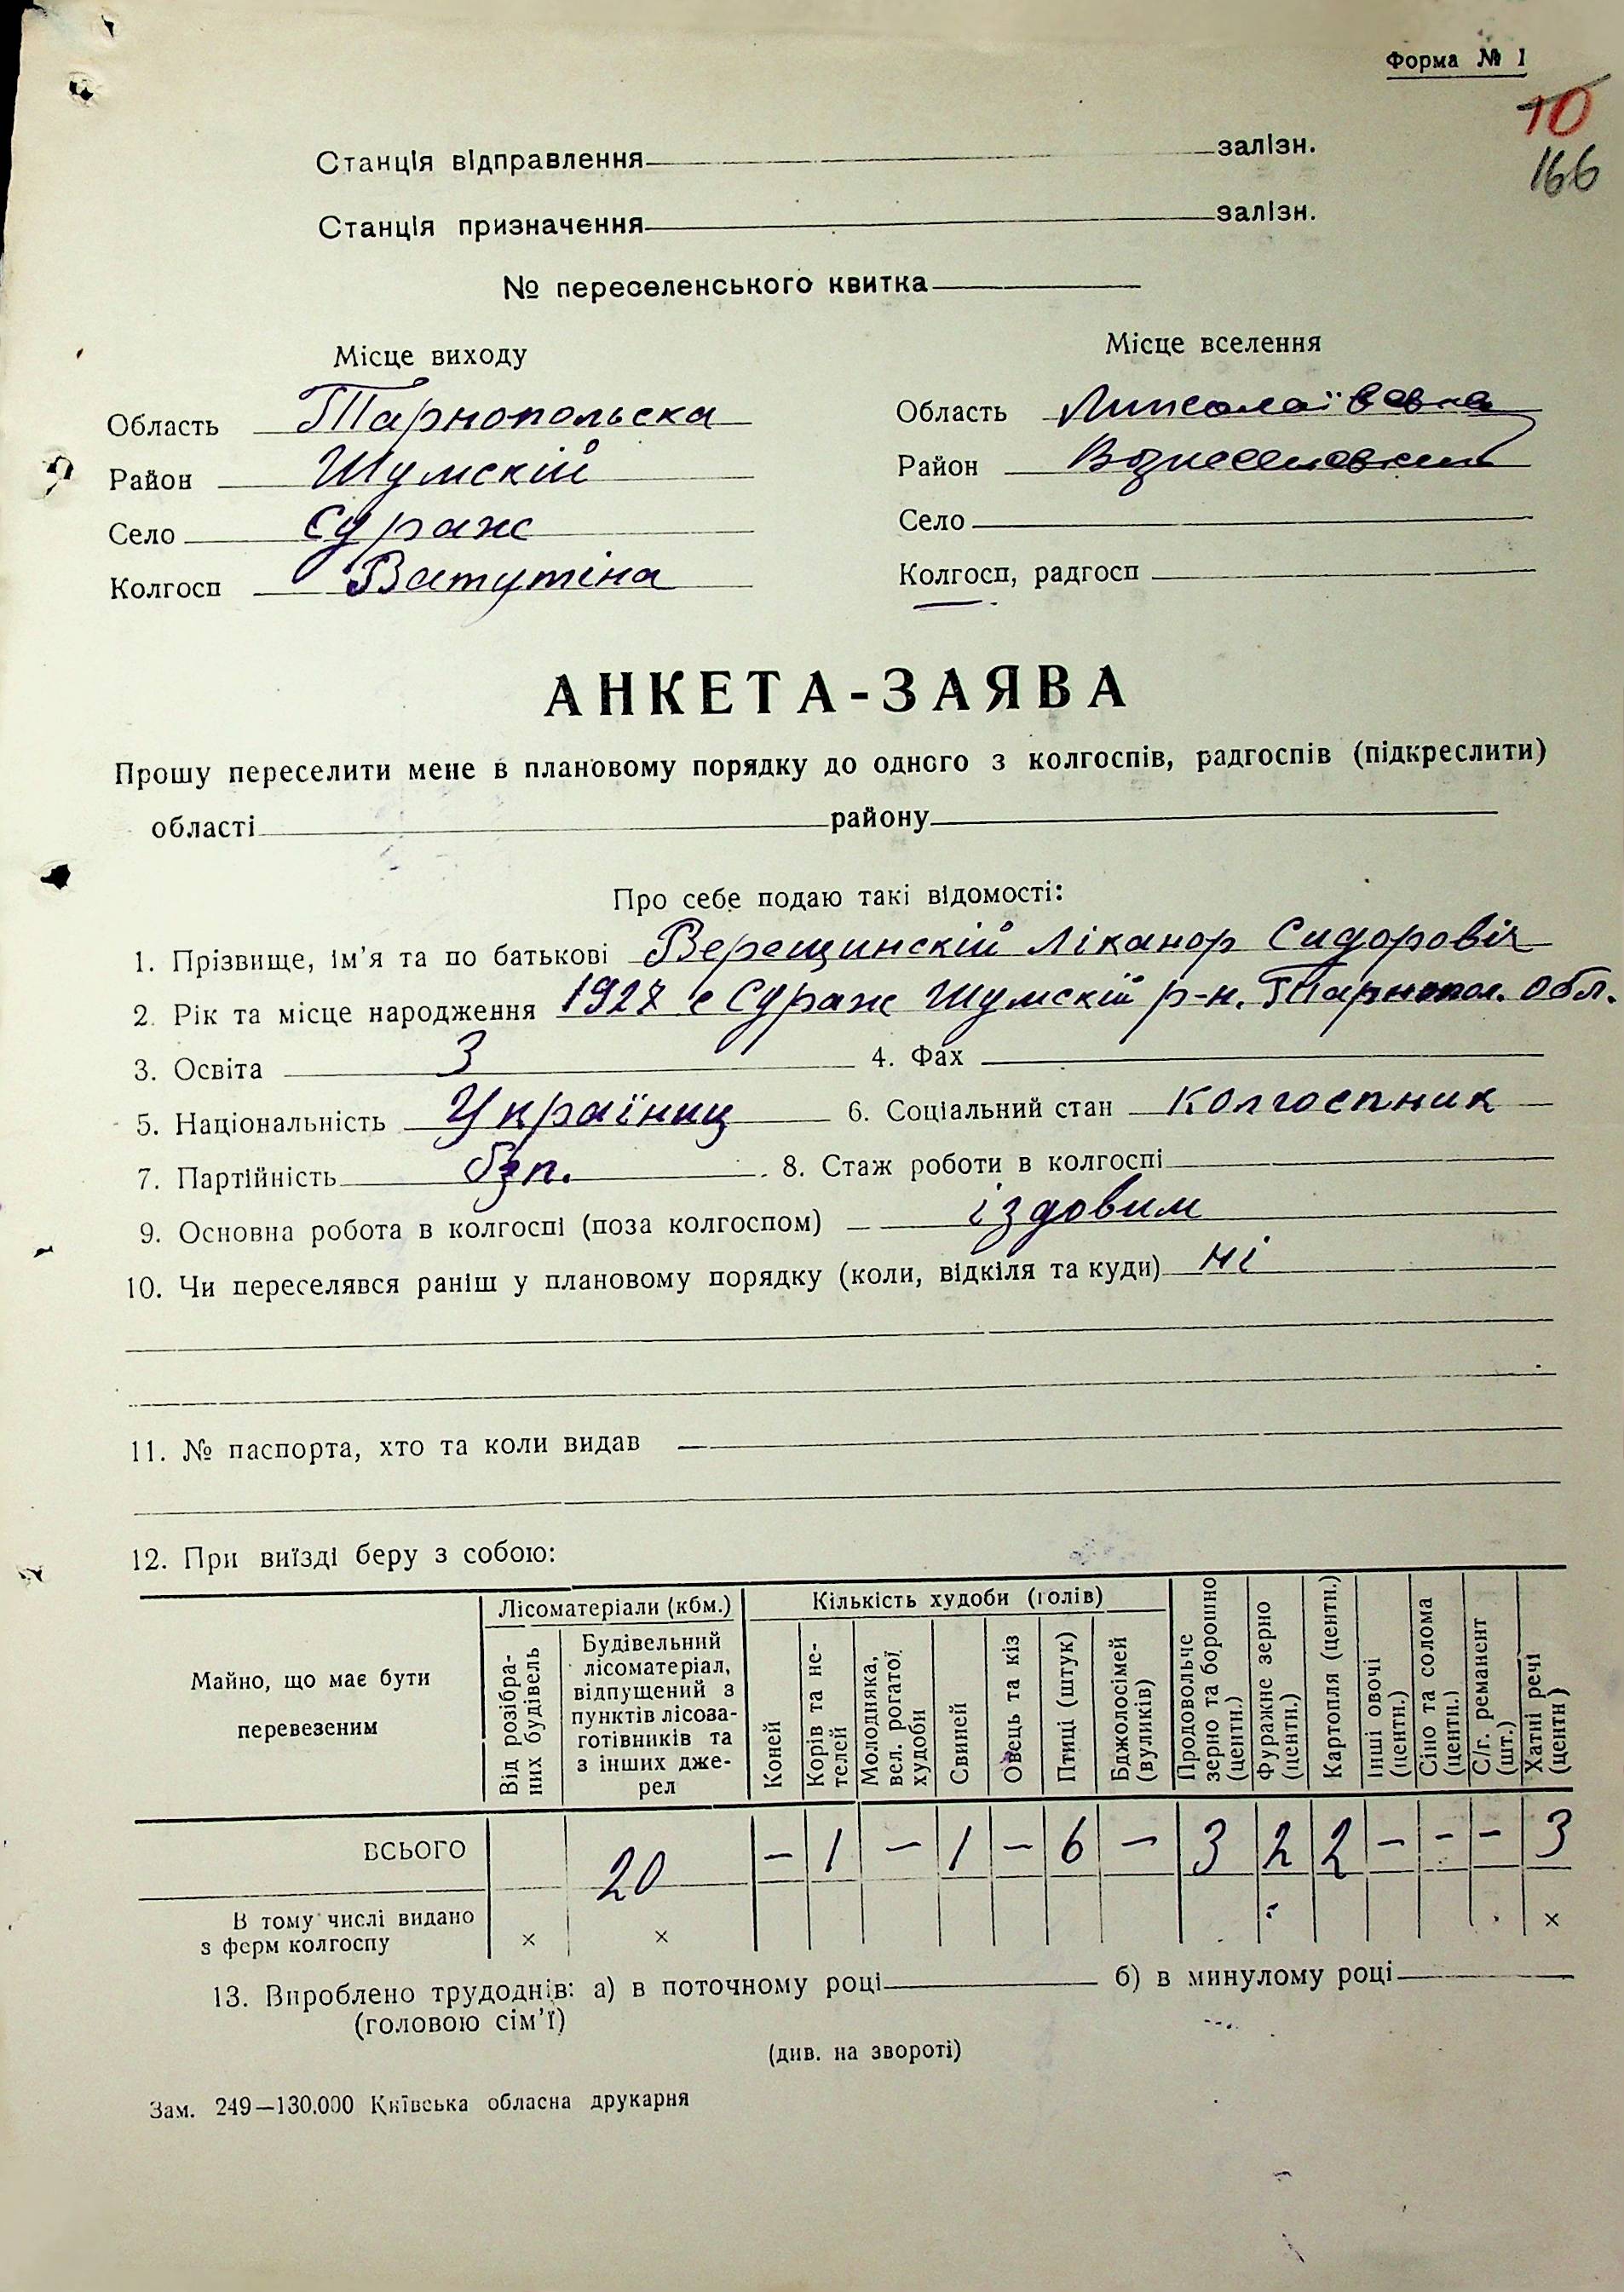 Форма № 1
10
166
Станція відправлення залізн.
Станція призначення залізн.
№ переселенського квитка
Місце виходу Місце вселення
Область Тарнопольска Область Миколаївська
Район Шумскій Район Вознесенський
Село Сураж Село
Колгосп Ватутіна Колгосп, радгосп
АНКЕТА-ЗАЯВА
Прошу переселити мене в плановому порядку до одного з колгоспів, радгоспів (підкреслити)
області району
Про себе подаю такі відомості:
1. Прізвище, ім'я та по батькові Верещинскій Ліканор Сидоровіч
2. Рік та місце народження 1927 с Сураж Шумскій р-н. Тарнопол. обл.
3. Освіта 3 4. Фах
5. Національність Українец 6. Соціальний стан Колгоспник
7. Партійність бзп. 8. Стаж роботи в колгоспі
9. Основна робота в колгоспі (поза колгоспом) іздовим
10. Чи переселявся раніш у плановому порядку (коли, відкіля та куди) ні
11. № паспорта, хто та коли видав
12. При виїзді беру з собою:
Майно, що має бути перевезеним
Лісоматеріали (кбм.)
Від розібраних будівель
Будівельний лісоматеріал, відпущений з пунктів лісозаготівників та з інших джерел
Кількість худоби (голів)
Коней
Корів та нетелей
Молодняка, вел. рогатої худоби
Свиней
Овець та кіз
Птиці (штук)
Бджолосімей (вуликів)
Продовольче зерно та борошно (центн.)
Фуражне зерно (центн.)
Картопля (центн.)
Інші овочі (центн.)
Сіно та солома (центн.)
С/г. реманент (шт.)
Хатні речі (центн)
ВСЬОГО 20 – 1 – 1 – 6 – 3 2 2 – – – 3
В тому числі видано з ферм колгоспу × × ×
13. Вироблено трудоднів: а) в поточному році б) в минулому році
(головою сім'ї)
(див. на звороті)
Зам. 249—130.000 Київська обласна друкарня